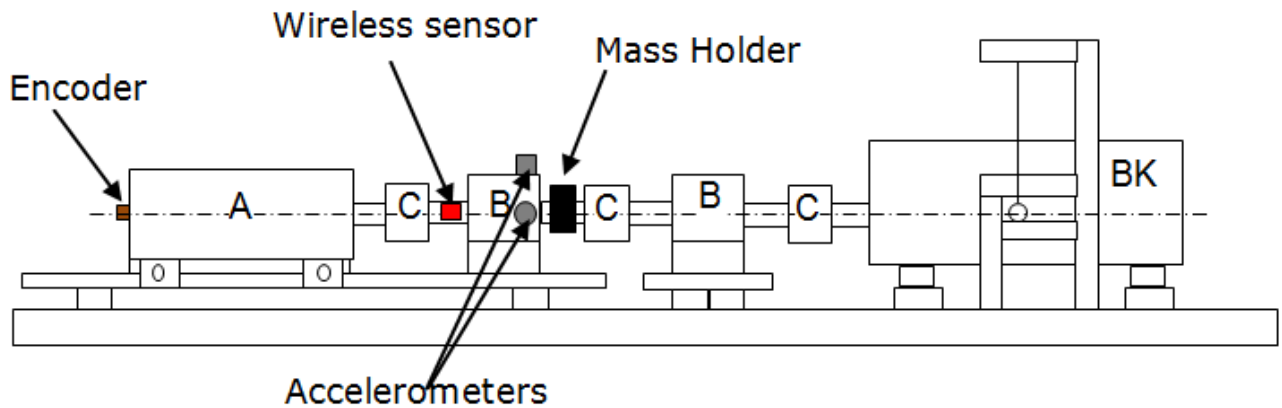 Wireless sensor
Mass Holder
Encoder
A
C
B
C
B
C
BK
Accelerometers